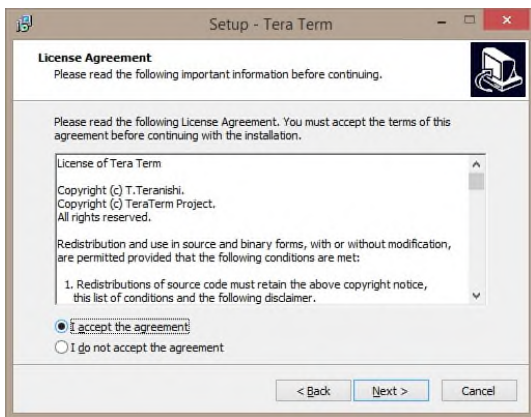 Setup - Tera Term
License Agreement
Please read the following important information before continuing.
Please read the following License Agreement. You must accept the terms of this
agreement before continuing with the installation.
License of Tera Term
Copyright (c) T.Teranishi.
Copyright (c) TeraTerm Project.
All rights reserved.
Redistribution and use in source and binary forms, with or without modification,
are permitted provided that the following conditions are met:
1. Redistributions of source code must retain the above copyright notice,
this list of conditions and the following disclaimer.
I accept the agreement
I do not accept the agreement
< Back
Next >
Cancel